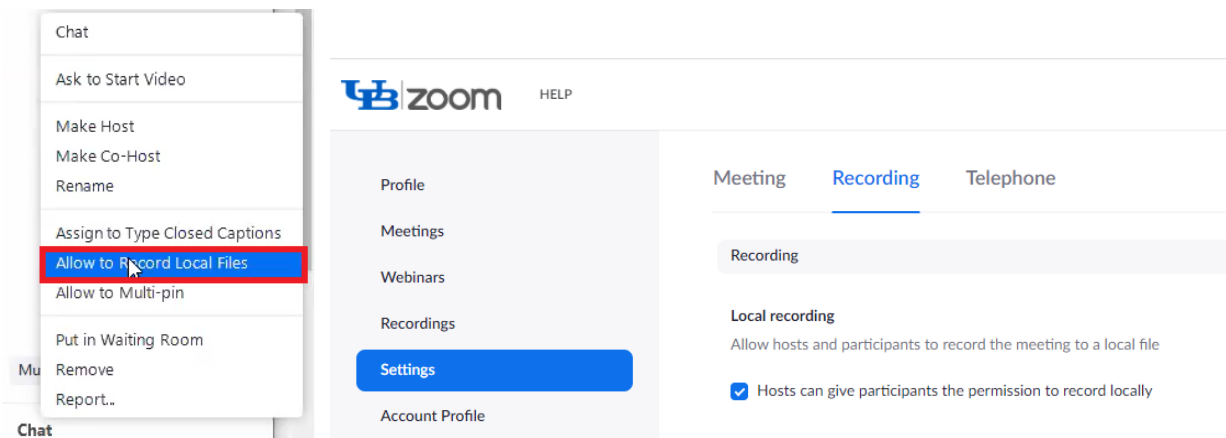 Chat
Ask to Start Video
Make Host
Make Co-Host
Rename
Assign to Type Closed Captions
Allow to Record Local Files
Allow to Multi-pin
Put in Waiting Room
Mu
Remove
Report...
Chat
UB zoom
HELP
Profile
Meetings
Webinars
Recordings
Settings
Account Profile
Meeting
Recording
Telephone
Recording
Local recording
Allow hosts and participants to record the meeting to a local file
Hosts can give participants the permission to record locally